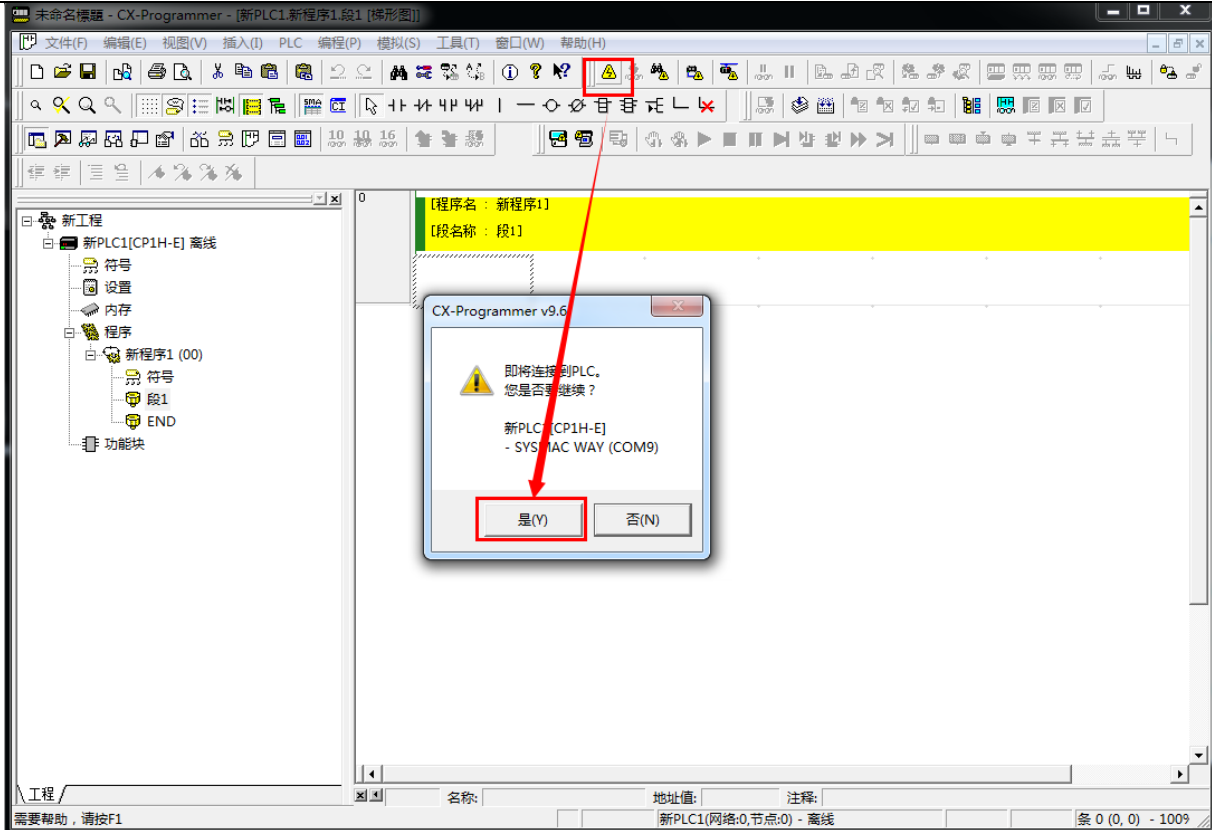 未命名標題 - CX-Programmer - [新PLC1.新程序1.段1 [梯形图]]
文件(F) 编辑(E) 视图(V) 插入(I) PLC 编程(P) 模拟(S) 工具(T) 窗口(W) 帮助(H)
SMA
CI
10 10 16
0
[程序名 : 新程序1]
[段名称 : 段1]
新工程
新PLC1[CP1H-E] 离线
符号
设置
内存
程序
新程序1 (00)
符号
段1
END
功能块
CX-Programmer v9.6
即将连接到PLC。
您是否要继续？
新PLC1[CP1H-E]
- SYSMAC WAY (COM9)
是(Y)
否(N)
工程
名称:
地址值:
注释:
需要帮助，请按F1
新PLC1(网络:0,节点:0) - 离线
条 0 (0, 0) - 100%